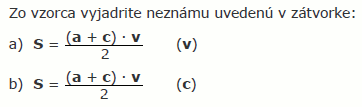 Zo vzorca vyjadrite neznámu uvedenú v zátvorke:
a) S = (a + c) · v / 2 (v)
b) S = (a + c) · v / 2 (c)